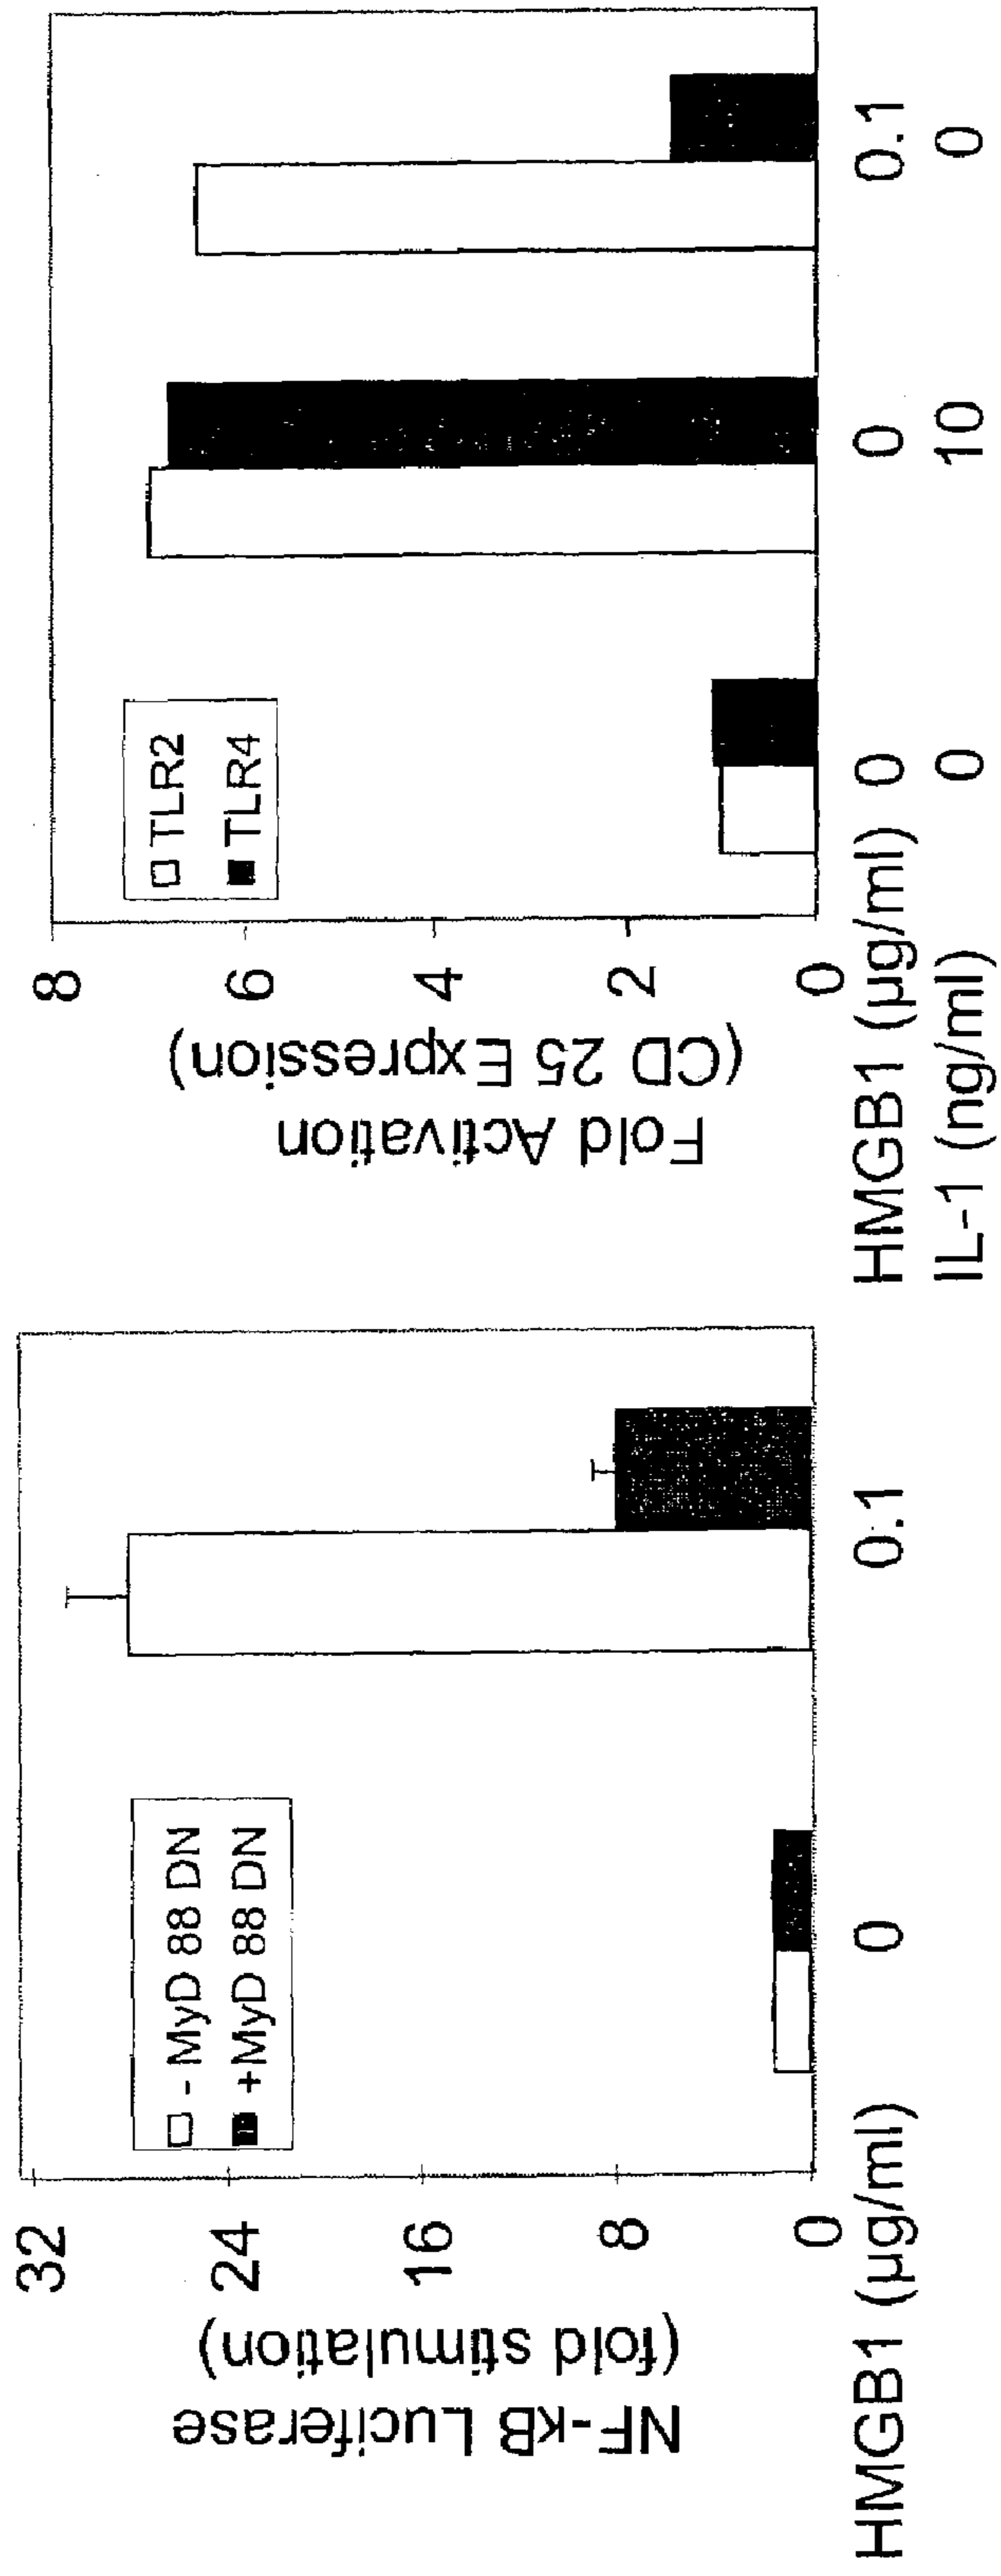 NF-κB Luciferase
(fold stimulation)
32
24
16
8
0
- MyD 88 DN
+MyD 88 DN
HMGB1 (µg/ml) 0 0.1
Fold Activation
(CD 25 Expression)
8
6
4
2
0
TLR2
TLR4
HMGB1 (µg/ml) 0 0 0.1
IL-1 (ng/ml) 0 10 0